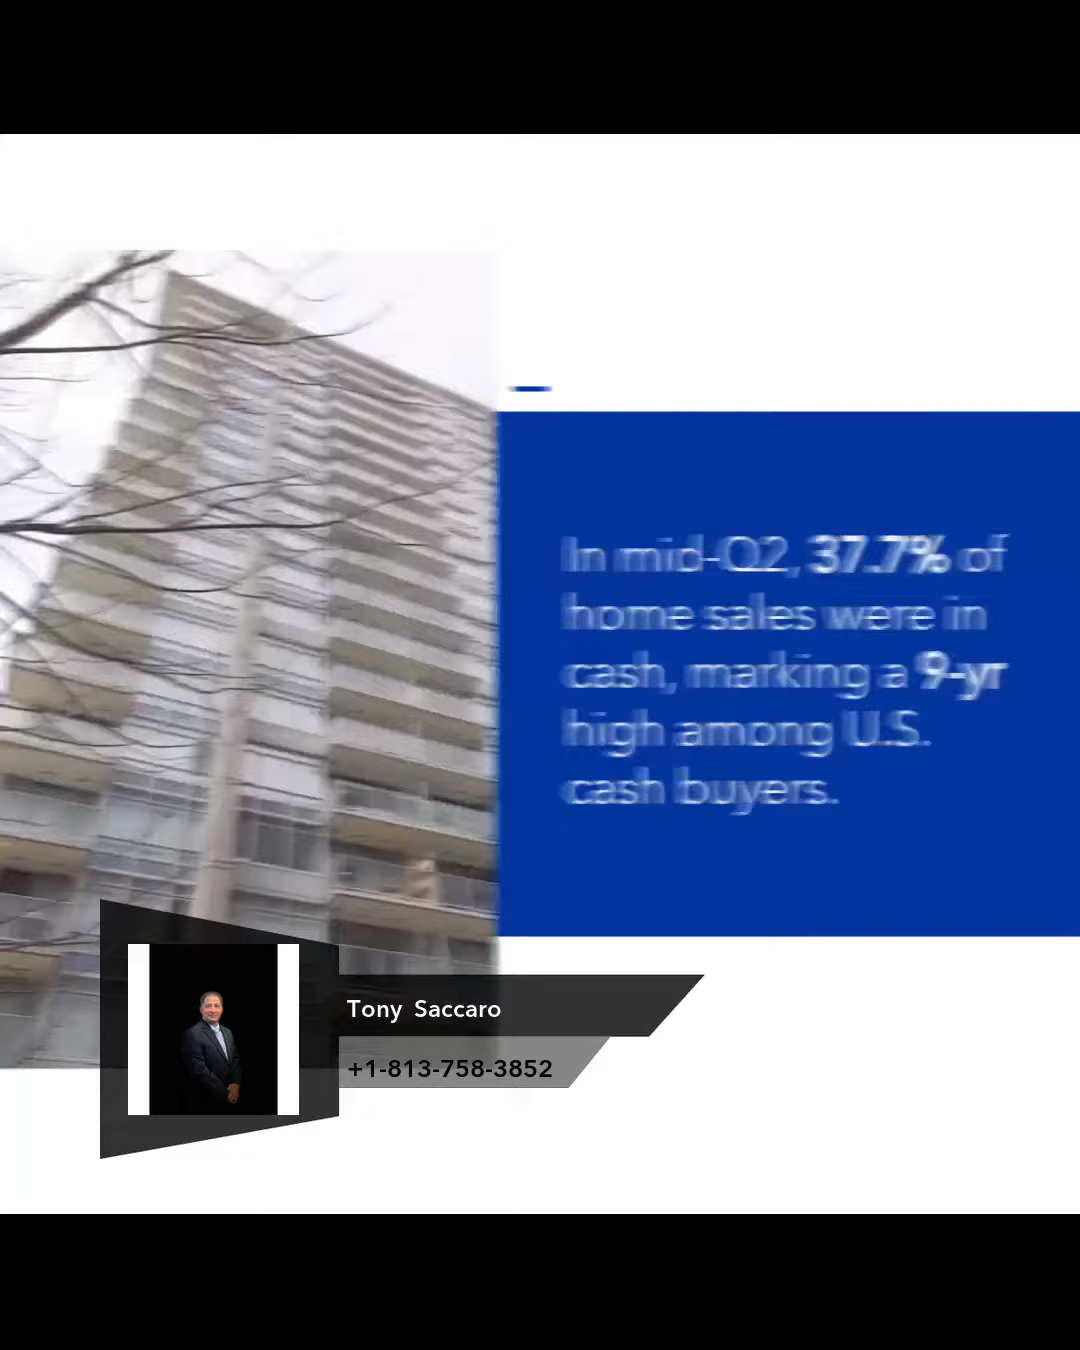 In mid-Q2, 37.7% of
home sales were in
cash, marking a 9-yr
high among U.S.
cash buyers.
Tony Saccaro
+1-813-758-3852